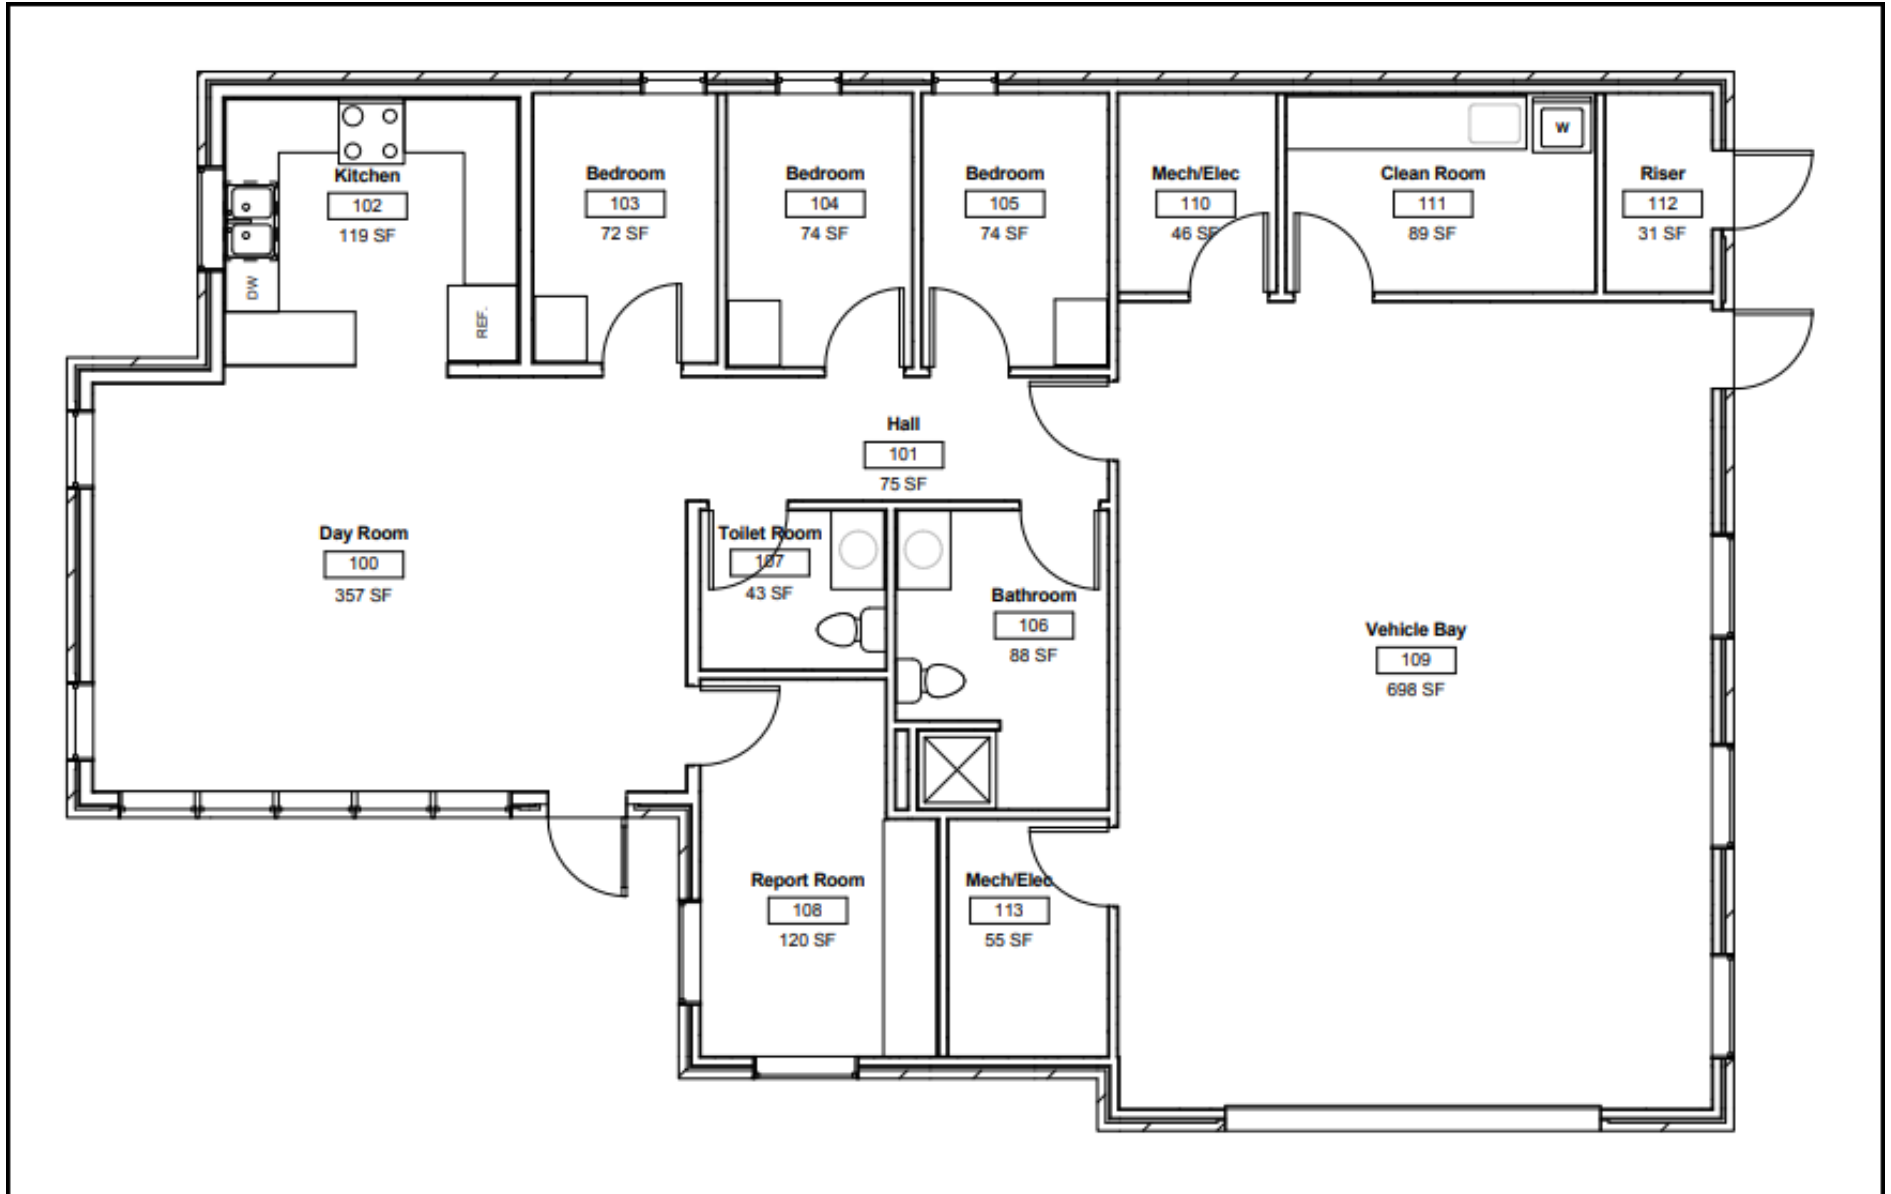 Kitchen
102
119 SF
DW
REF.
Bedroom
103
72 SF
Bedroom
104
74 SF
Bedroom
105
74 SF
Mech/Elec
110
46 SF
Clean Room
111
89 SF
W
Riser
112
31 SF
Hall
101
75 SF
Day Room
100
357 SF
Toilet Room
107
43 SF
Bathroom
106
88 SF
Vehicle Bay
109
698 SF
Report Room
108
120 SF
Mech/Elec
113
55 SF